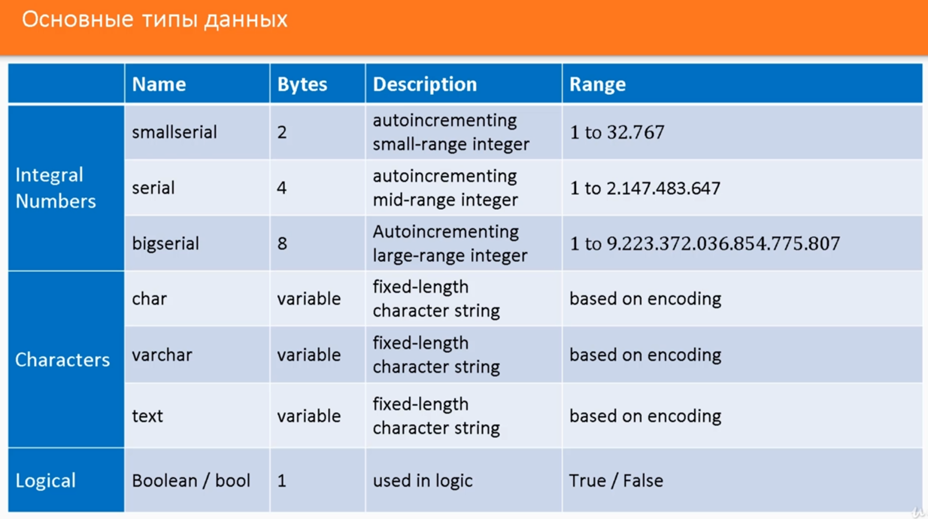 Основные типы данных
Name Bytes Description Range
Integral Numbers
smallserial 2 autoincrementing small-range integer 1 to 32.767
serial 4 autoincrementing mid-range integer 1 to 2.147.483.647
bigserial 8 Autoincrementing large-range integer 1 to 9.223.372.036.854.775.807
Characters
char variable fixed-length character string based on encoding
varchar variable fixed-length character string based on encoding
text variable fixed-length character string based on encoding
Logical
Boolean / bool 1 used in logic True / False